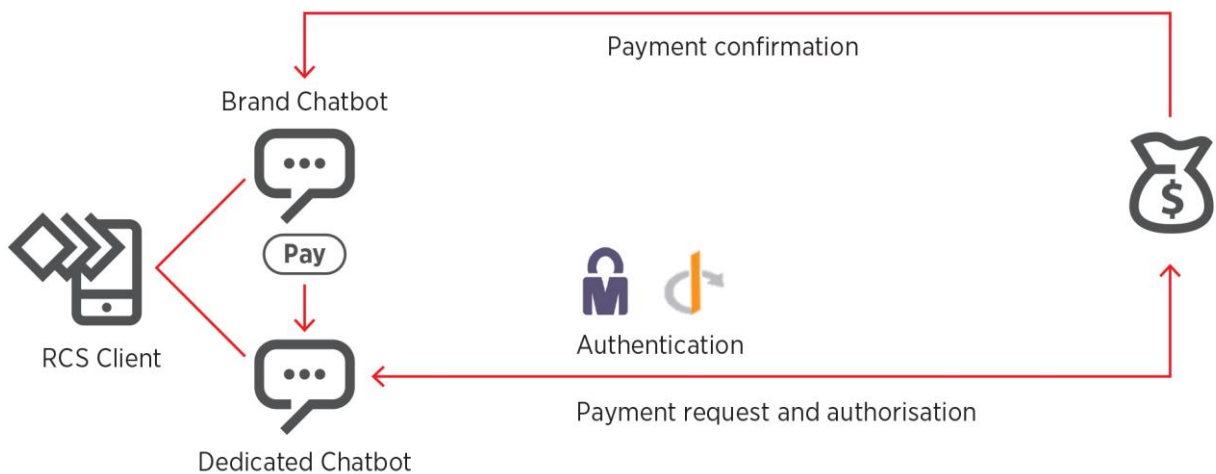 Payment confirmation
Brand Chatbot
$
Pay
M
RCS Client
Authentication
Payment request and authorisation
Dedicated Chatbot